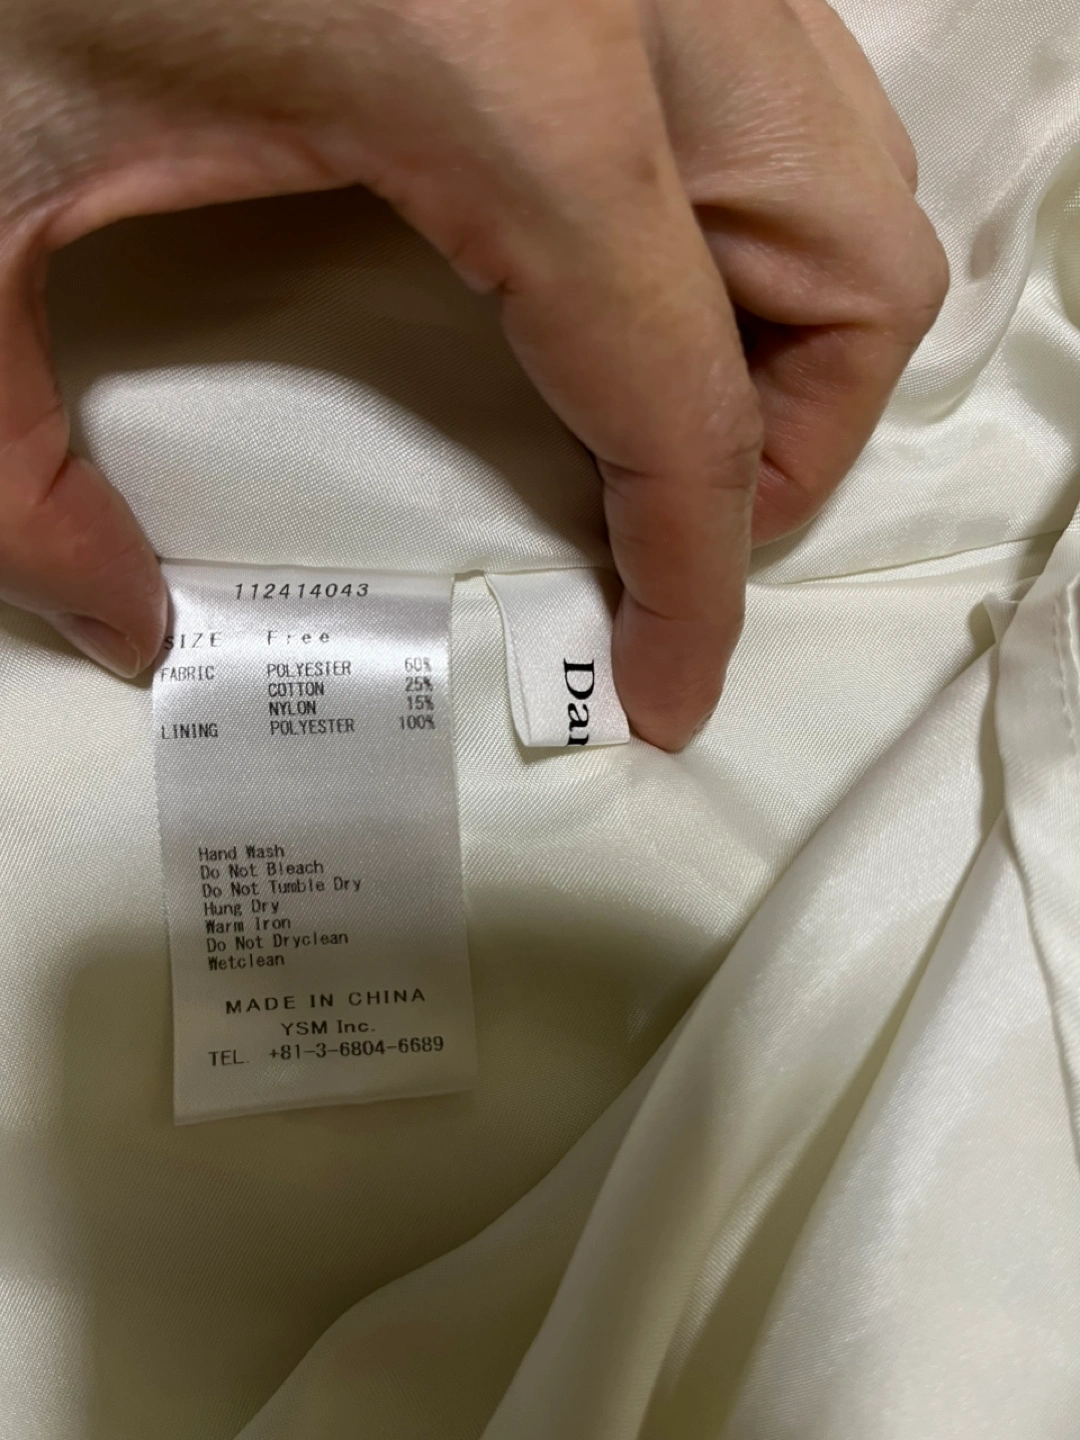 112414043
SIZE Free
FABRIC POLYESTER 60%
COTTON 25%
NYLON 15%
LINING POLYESTER 100%
Hand Wash
Do Not Bleach
Do Not Tumble Dry
Hung Dry
Warm Iron
Do Not Dryclean
Wetclean
MADE IN CHINA
YSM Inc.
TEL. +81-3-6804-6689